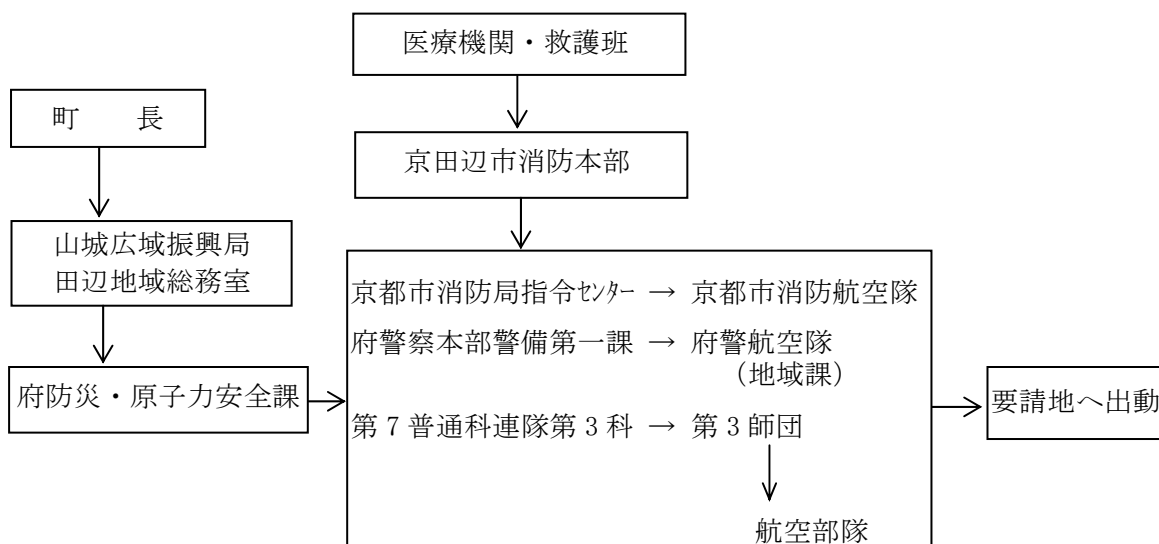 医療機関・救護班
町　　長
京田辺市消防本部
山城広域振興局
田辺地域総務室
京都市消防局指令ｾﾝﾀｰ → 京都市消防航空隊
府警察本部警備第一課 → 府警航空隊
（地域課）
府防災・原子力安全課
要請地へ出動
第７普通科連隊第３科 → 第３師団
航空部隊